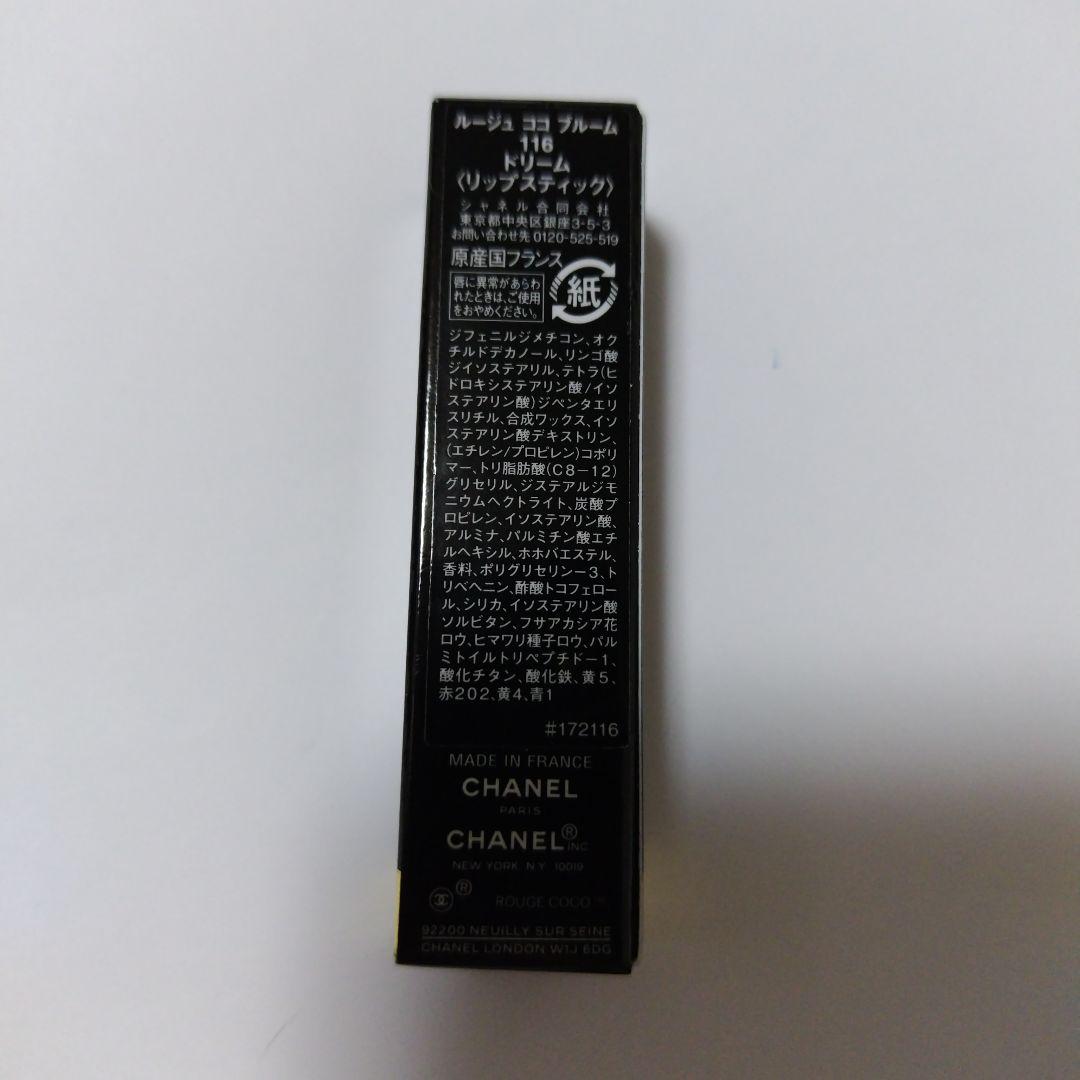 ルージュ ココ ブルーム
116
ドリーム
〈リップスティック〉
シャネル合同会社
東京都中央区銀座3-5-3
お問い合わせ先 0120-525-519
原産国フランス
唇に異常があらわ
れたときは、ご使用
をおやめください。
紙
ジフェニルジメチコン、オク
チルドデカノール、リンゴ酸
ジイソステアリル、テトラ(ヒ
ドロキシステアリン酸/イソ
ステアリン酸)ジペンタエリ
スリチル、合成ワックス、イソ
ステアリン酸デキストリン、
(エチレン/プロピレン)コポリ
マー、トリ脂肪酸(C8-12)
グリセリル、ジステアルジモ
ニウムヘクトライト、炭酸プ
ロピレン、イソステアリン酸、
アルミナ、パルミチン酸エチ
ルヘキシル、ホホバエステル、
香料、ポリグリセリン-3、ト
リベヘニン、酢酸トコフェロー
ル、シリカ、イソステアリン酸
ソルビタン、フサアカシア花
ロウ、ヒマワリ種子ロウ、パル
ミトイルトリペプチド-1、
酸化チタン、酸化鉄、黄5、
赤202、黄4、青1
#172116
MADE IN FRANCE
CHANEL
PARIS
CHANEL® INC
NEW YORK N.Y. 10019
® ROUGE COCO™
92200 NEUILLY SUR SEINE
CHANEL LONDON W1J 6DG